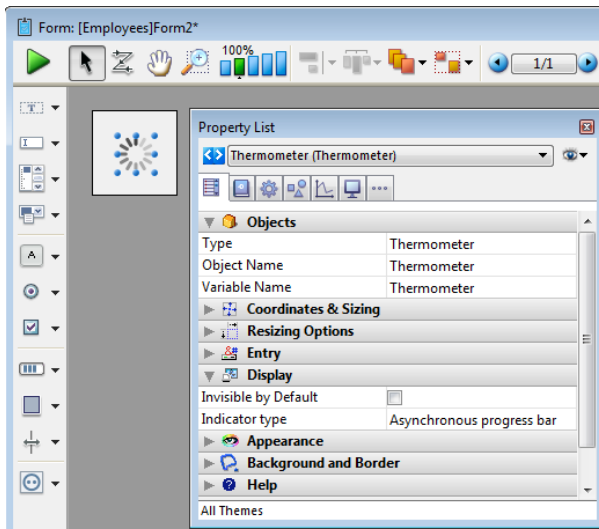 Form: [Employees]Form2*
100%
1/1
T
I
A
Property List
Thermometer (Thermometer)
Objects
Type Thermometer
Object Name Thermometer
Variable Name Thermometer
Coordinates & Sizing
Resizing Options
Entry
Display
Invisible by Default
Indicator type Asynchronous progress bar
Appearance
Background and Border
Help
All Themes